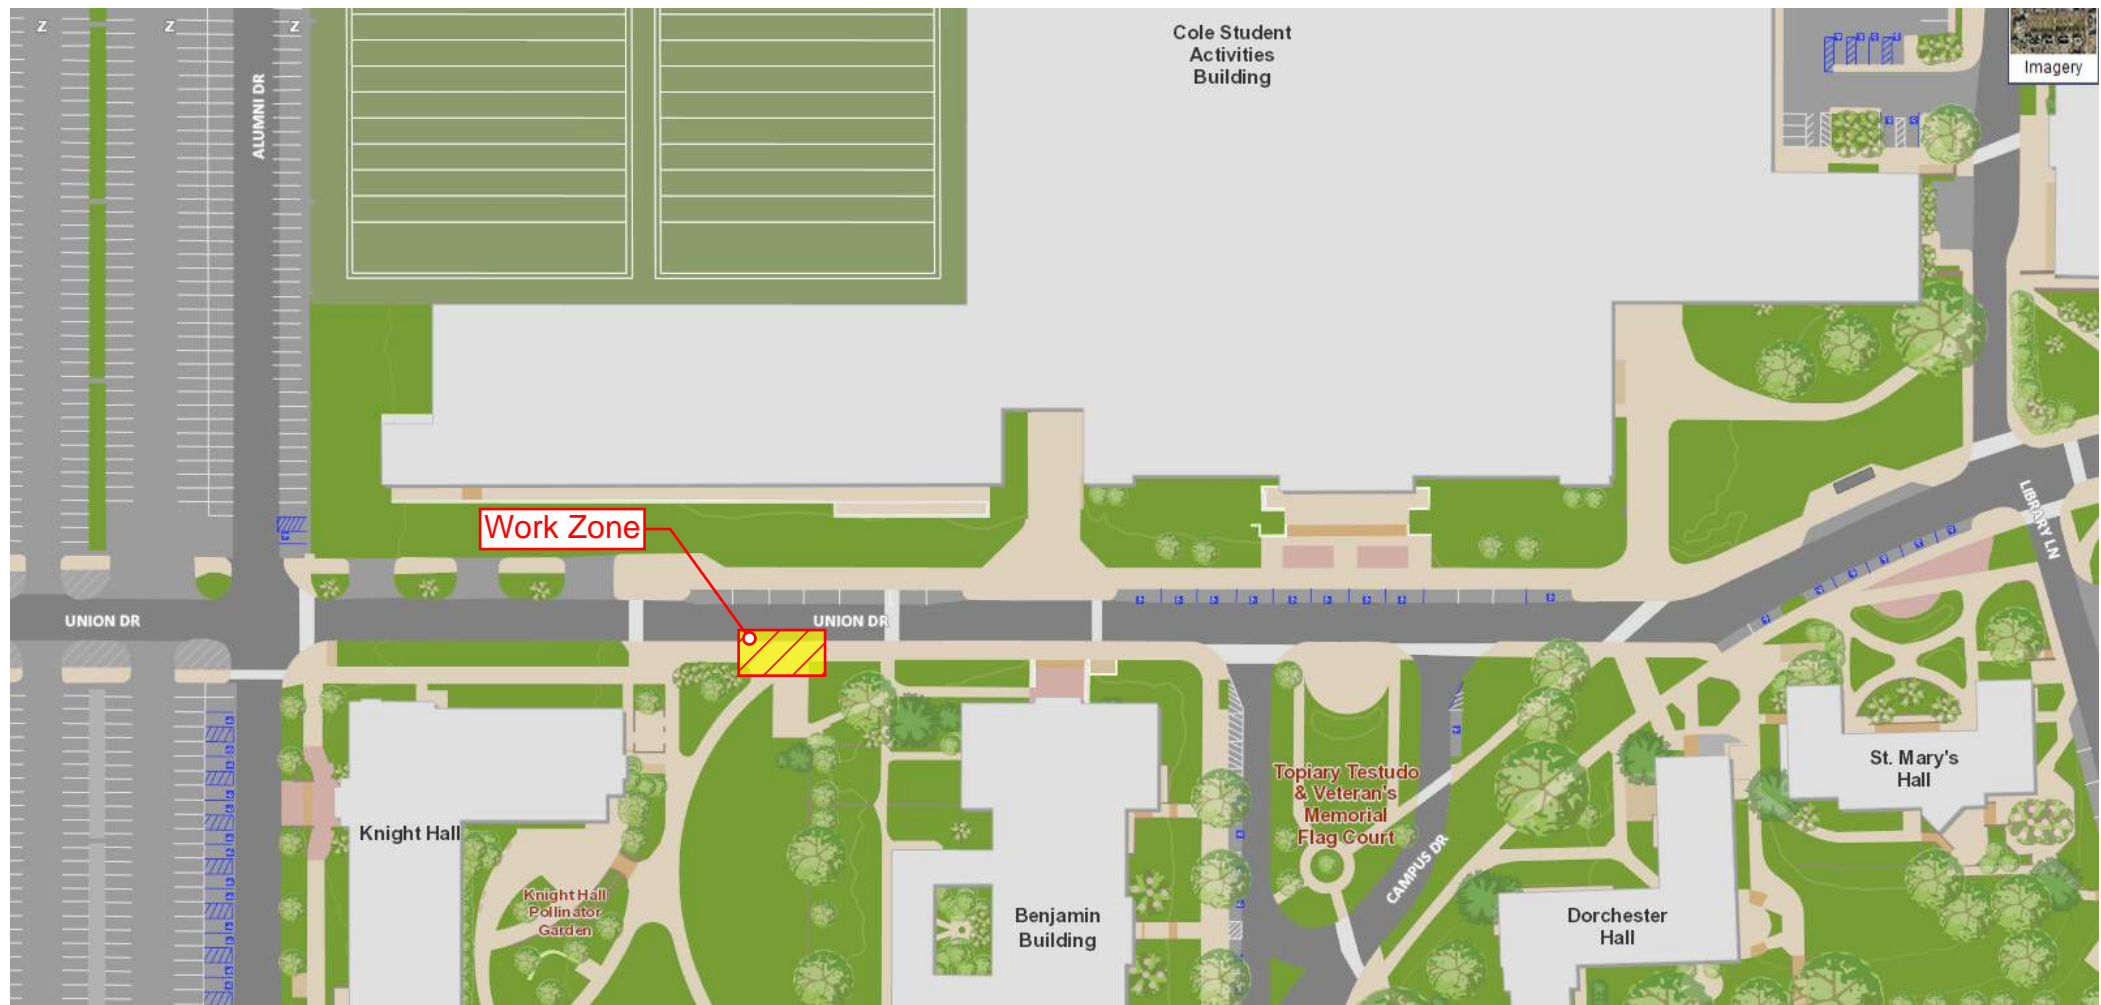 Z
Z
Z
ALUMNI DR
Cole Student
Activities
Building
Imagery
Work Zone
UNION DR
UNION DR
LIBRARY LN
Knight Hall
Knight Hall
Pollinator
Garden
Benjamin
Building
Topiary Testudo
& Veteran's
Memorial
Flag Court
CAMPUS DR
St. Mary's
Hall
Dorchester
Hall